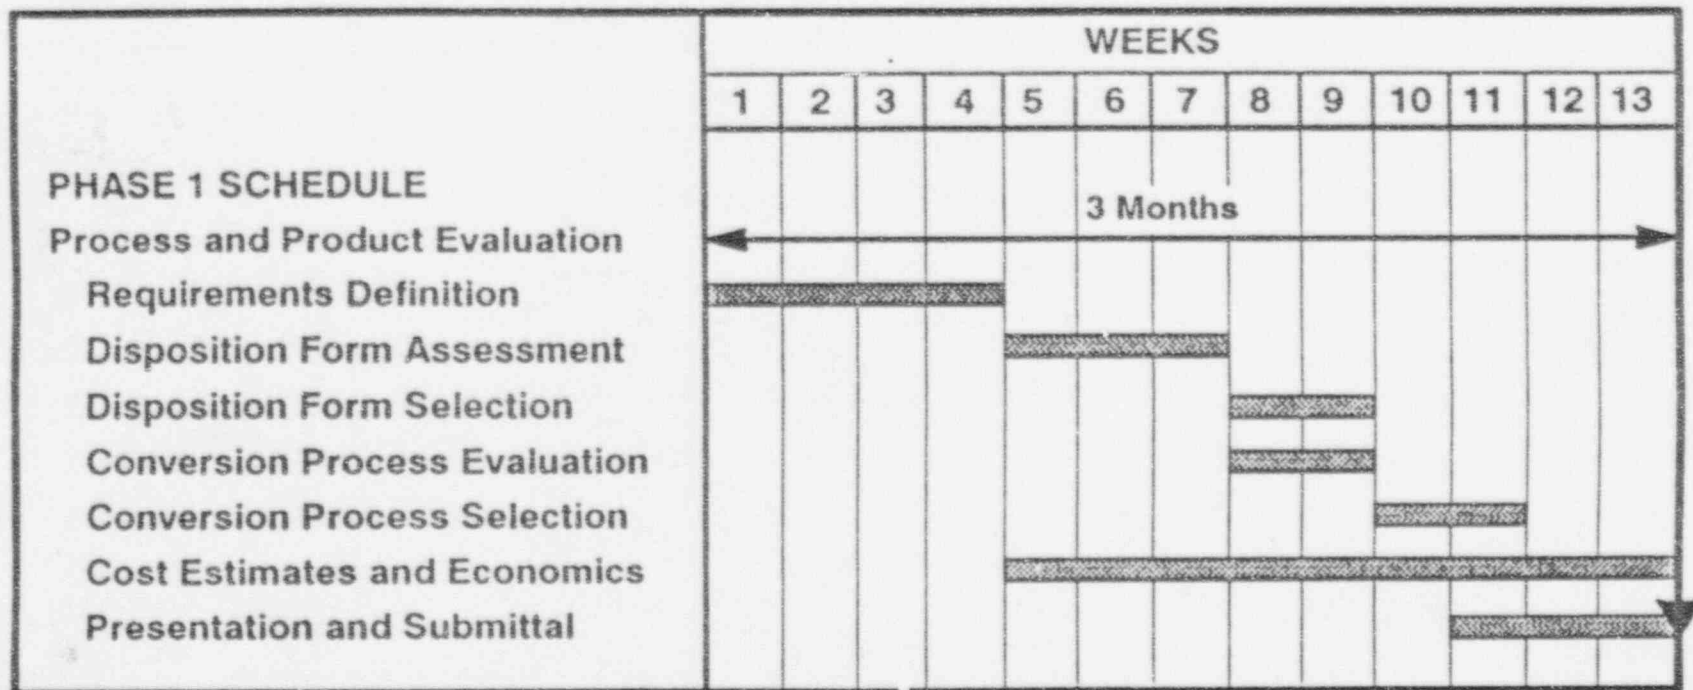 WEEKS
1 2 3 4 5 6 7 8 9 10 11 12 13
PHASE 1 SCHEDULE
3 Months
Process and Product Evaluation
Requirements Definition
Disposition Form Assessment
Disposition Form Selection
Conversion Process Evaluation
Conversion Process Selection
Cost Estimates and Economics
Presentation and Submittal